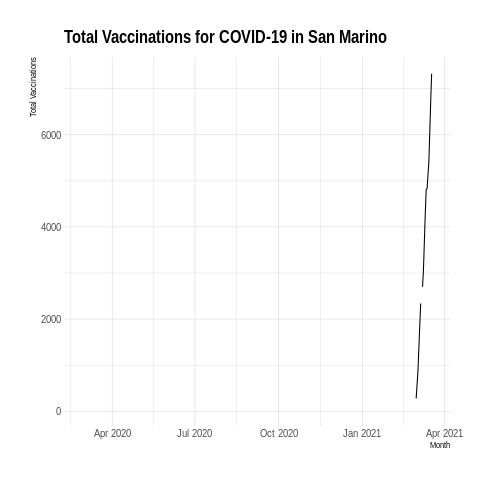 Total Vaccinations for COVID-19 in San Marino
Total Vaccinations
6000
4000
2000
0
Apr 2020 Jul 2020 Oct 2020 Jan 2021 Apr 2021
Month